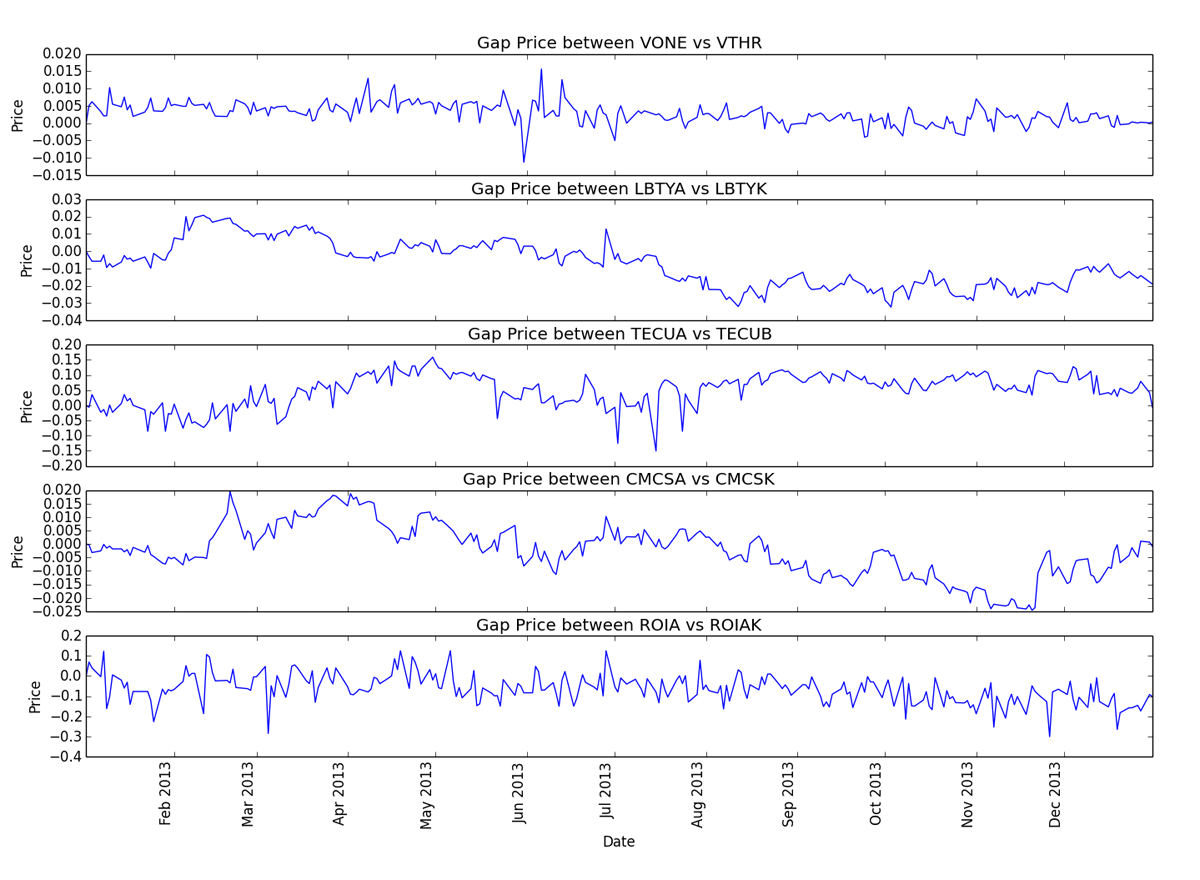 Gap Price between VONE vs VTHR
0.020
0.015
0.010
0.005
0.000
−0.005
−0.010
−0.015
Price
Gap Price between LBTYA vs LBTYK
0.03
0.02
0.01
0.00
−0.01
−0.02
−0.03
−0.04
Price
Gap Price between TECUA vs TECUB
0.20
0.15
0.10
0.05
0.00
−0.05
−0.10
−0.15
−0.20
Price
Gap Price between CMCSA vs CMCSK
0.020
0.015
0.010
0.005
0.000
−0.005
−0.010
−0.015
−0.020
−0.025
Price
Gap Price between ROIA vs ROIAK
0.2
0.1
0.0
−0.1
−0.2
−0.3
−0.4
Price
Feb 2013
Mar 2013
Apr 2013
May 2013
Jun 2013
Jul 2013
Aug 2013
Sep 2013
Oct 2013
Nov 2013
Dec 2013
Date